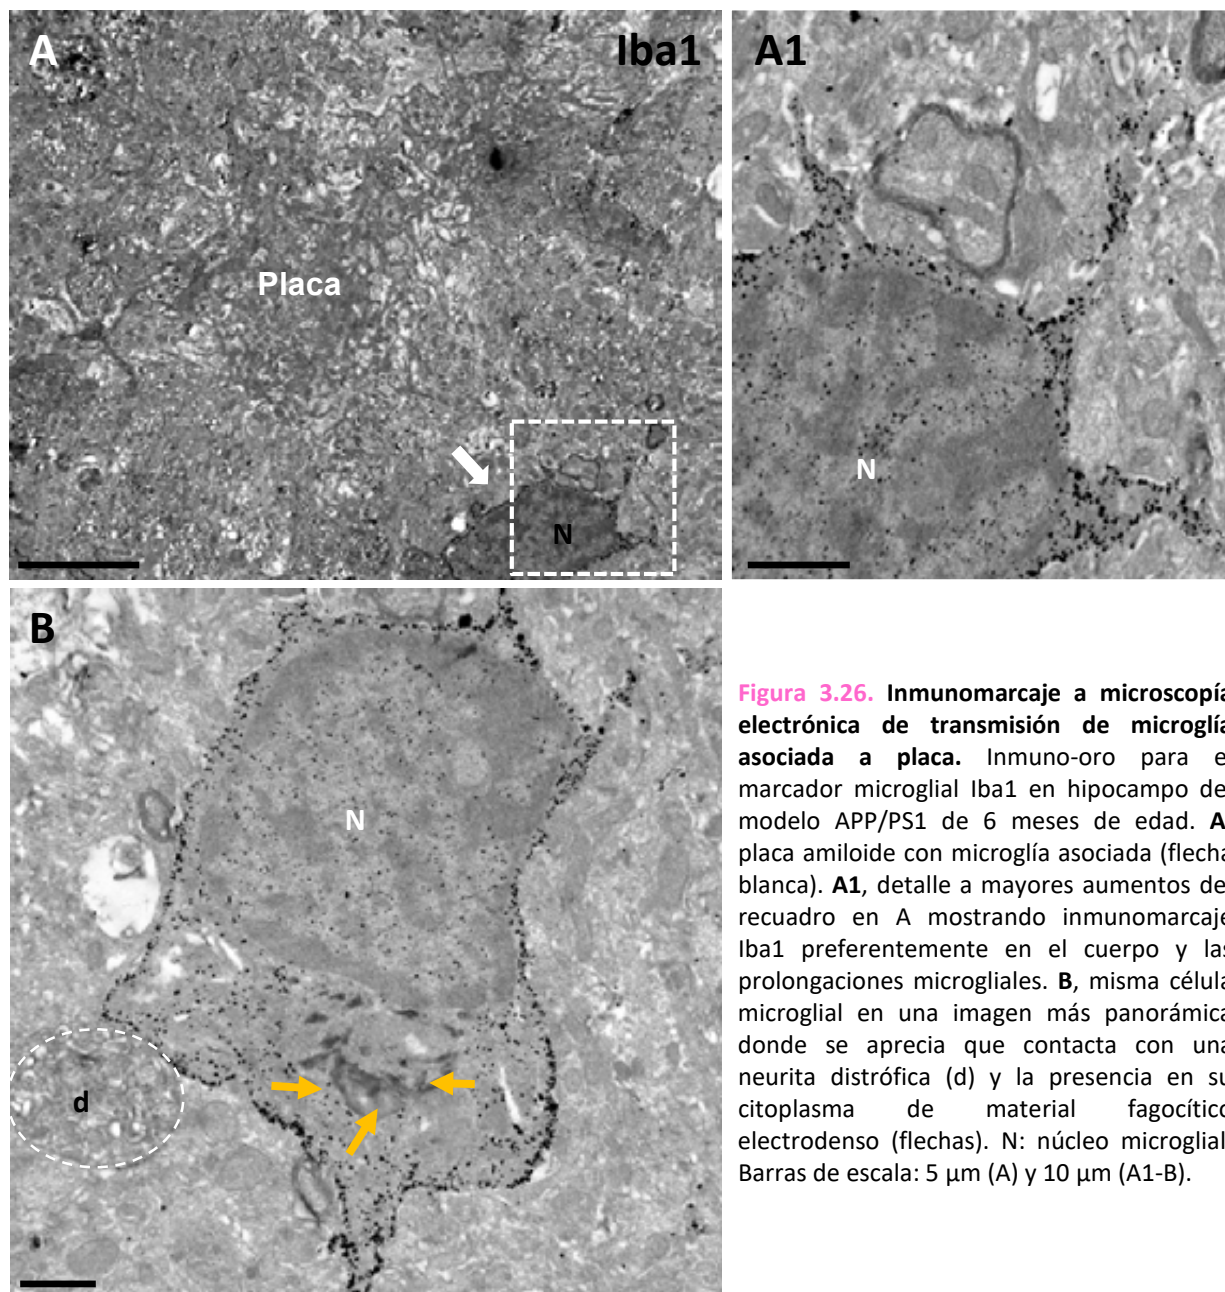 A
Iba1
Placa
N
A1
N
B
N
d
Figura 3.26. Inmunomarcaje a microscopía
electrónica de transmisión de microglía
asociada a placa. Inmuno-oro para e
marcador microglial Iba1 en hipocampo de
modelo APP/PS1 de 6 meses de edad. A
placa amiloide con microglía asociada (flecha
blanca). A1, detalle a mayores aumentos de
recuadro en A mostrando inmunomarcaje
Iba1 preferentemente en el cuerpo y las
prolongaciones microgliales. B, misma célula
microglial en una imagen más panorámica
donde se aprecia que contacta con una
neurita distrófica (d) y la presencia en su
citoplasma de material fagocítico
electrodenso (flechas). N: núcleo microglial
Barras de escala: 5 µm (A) y 10 µm (A1-B).